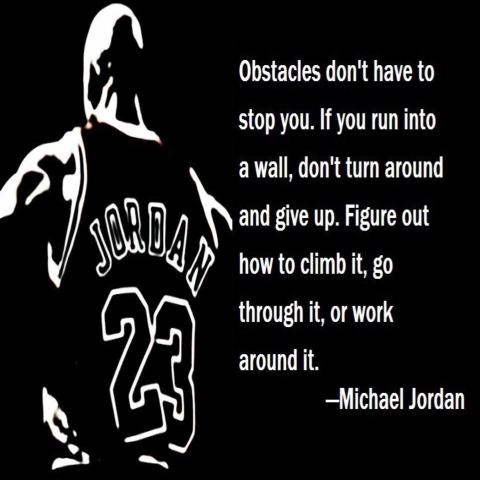 JORDAN
23
Obstacles don't have to
stop you. If you run into
a wall, don't turn around
and give up. Figure out
how to climb it, go
through it, or work
around it.
—Michael Jordan